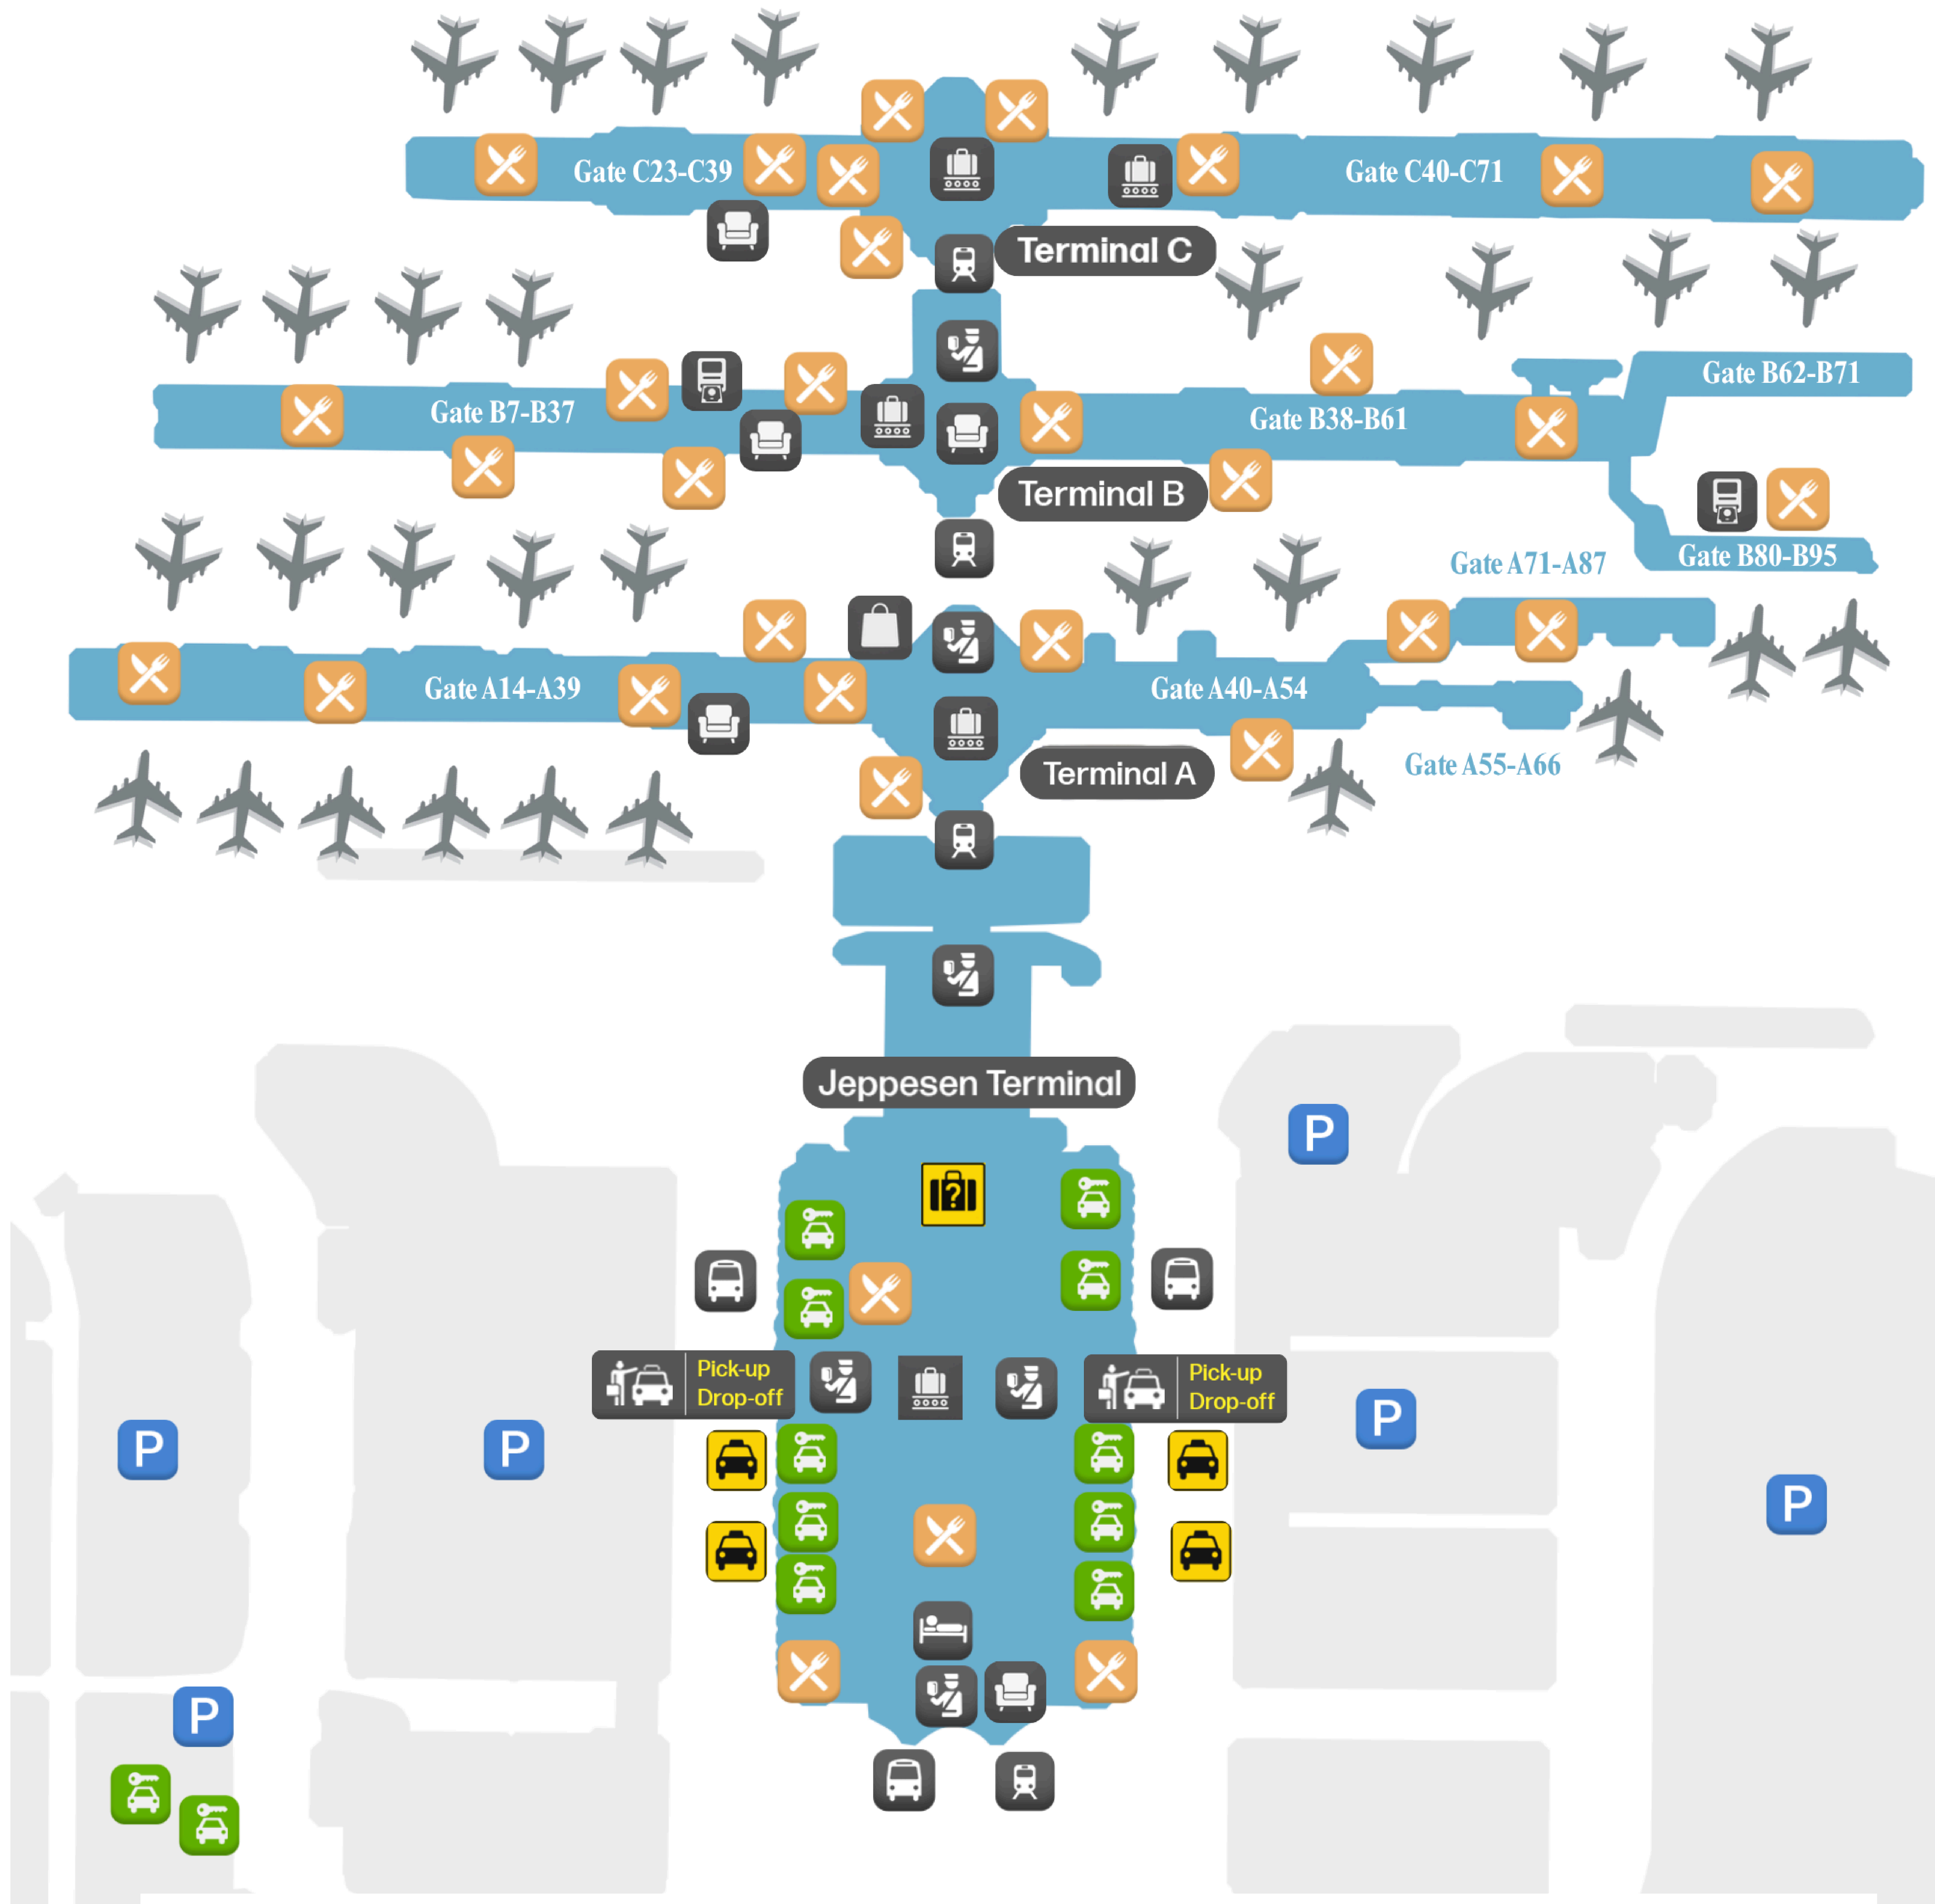 Gate C23-C39
Gate C40-C71
Terminal C
Gate B62-B71
Gate B7-B37
Gate B38-B61
Terminal B
Gate B80-B95
Gate A71-A87
Gate A14-A39
Gate A40-A54
Gate A55-A66
Terminal A
Jeppesen Terminal
P
?
Pick-up
Drop-off
Pick-up
Drop-off
P
P
P
P
P